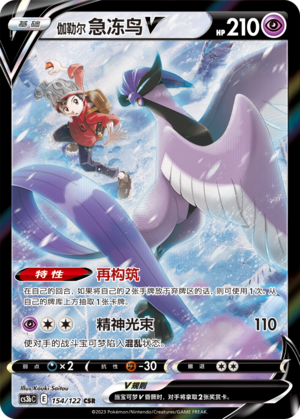 基础
伽勒尔 急冻鸟V
HP 210
特性 再构筑
在自己的回合,如果将自己的2张手牌放于弃牌区的话,则可使用1次。从
自己的牌库上方抽取1张卡牌。
精神光束 110
使对手的战斗宝可梦陷入混乱状态。
Illus. Kouki Saitou
弱点 ×2 抗性 -30 撤退
V规则
当宝可梦V昏厥时,对手将拿取2张奖赏卡。
CS3bC E 154/122 CSR
©2023 Pokémon/Nintendo/Creatures/GAME FREAK.